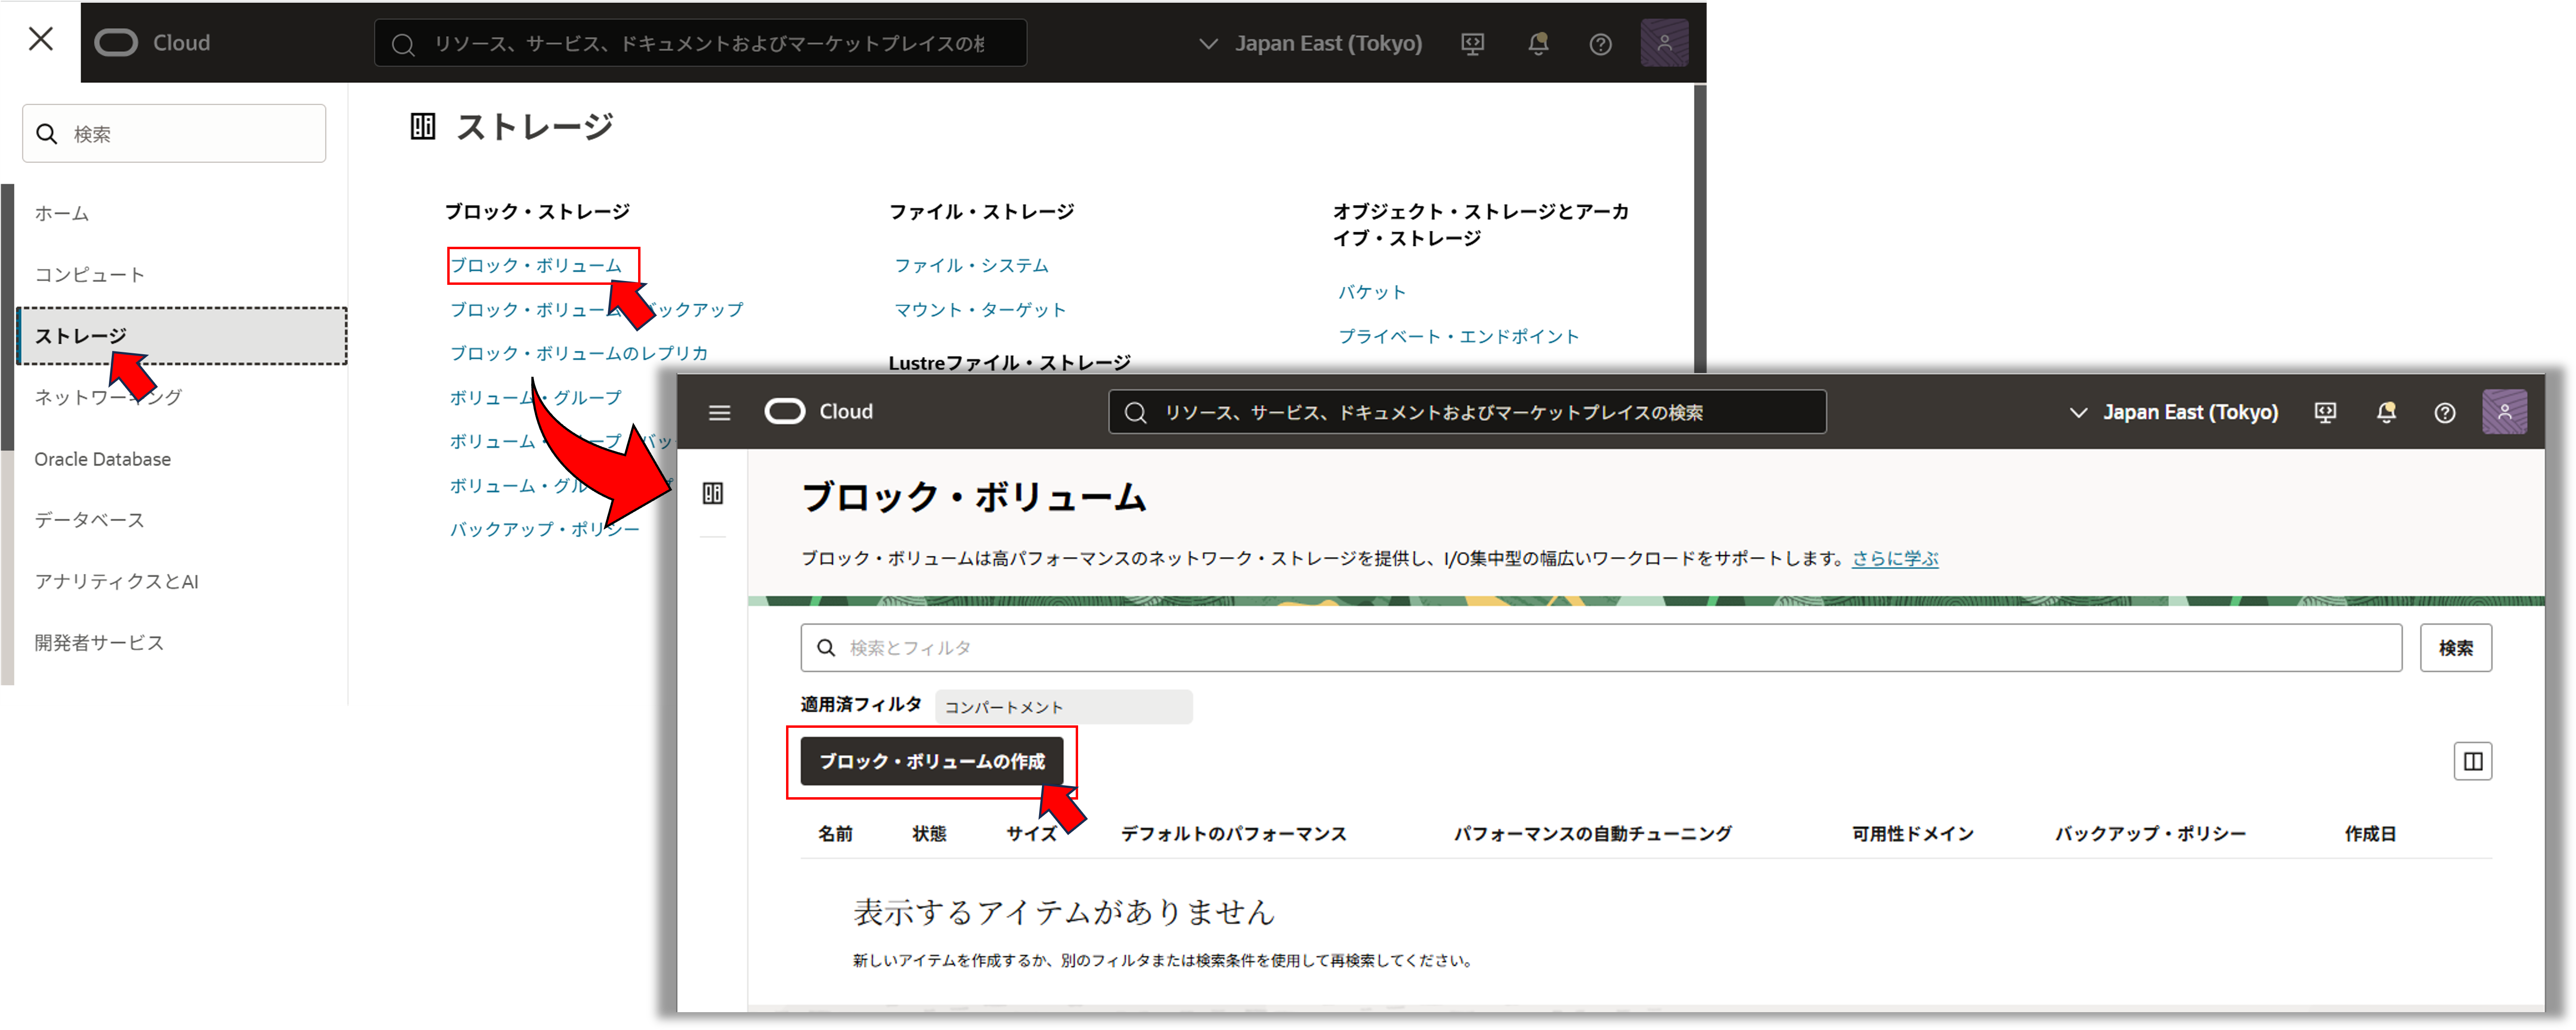 Cloud
リソース、サービス、ドキュメントおよびマーケットプレイスの検
Japan East (Tokyo)
検索
ホーム
コンピュート
ストレージ
ネットワーキング
Oracle Database
データベース
アナリティクスとAI
開発者サービス
ストレージ
ブロック・ストレージ
ブロック・ボリューム
ブロック・ボリューム バックアップ
ブロック・ボリュームのレプリカ
ボリューム・グループ
ボリューム・ ループ バッ
ボリューム・グル
バックアップ・ポリシー
ファイル・ストレージ
ファイル・システム
マウント・ターゲット
Lustreファイル・ストレージ
オブジェクト・ストレージとアーカ
イブ・ストレージ
バケット
プライベート・エンドポイント
Cloud
リソース、サービス、ドキュメントおよびマーケットプレイスの検索
Japan East (Tokyo)
ブロック・ボリューム
ブロック・ボリュームは高パフォーマンスのネットワーク・ストレージを提供し、I/O集中型の幅広いワークロードをサポートします。さらに学ぶ
検索とフィルタ
検索
適用済フィルタ コンパートメント
ブロック・ボリュームの作成
名前 状態 サイズ デフォルトのパフォーマンス パフォーマンスの自動チューニング 可用性ドメイン バックアップ・ポリシー 作成日
表示するアイテムがありません
新しいアイテムを作成するか、別のフィルタまたは検索条件を使用して再検索してください。